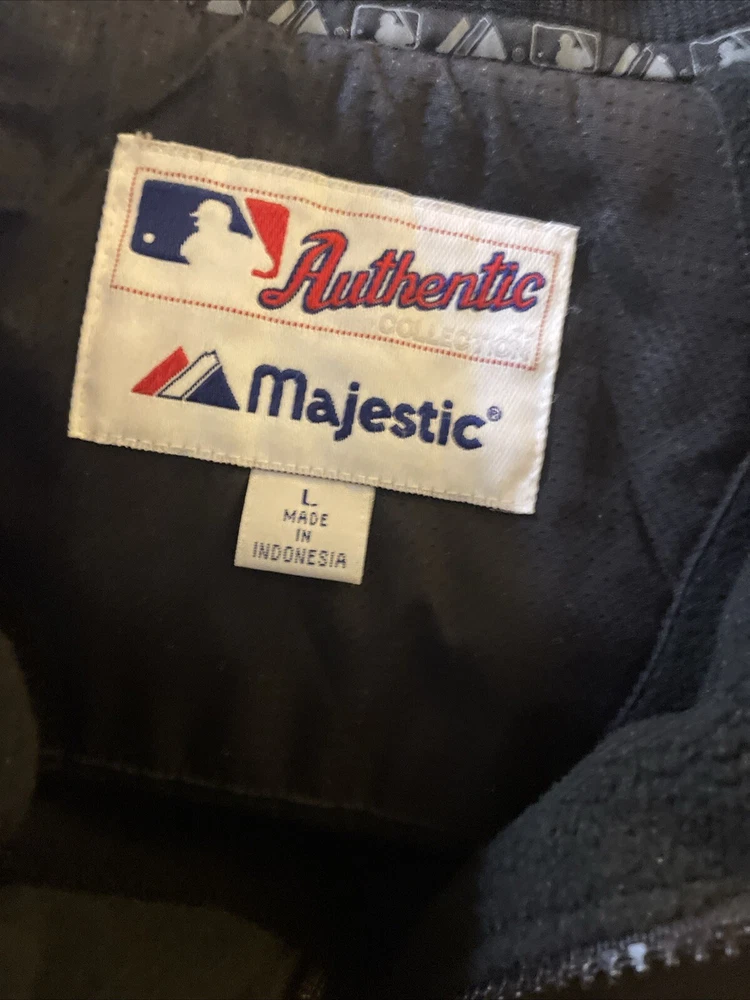 Authentic
COLLECTION
Majestic®
L
MADE
IN
INDONESIA